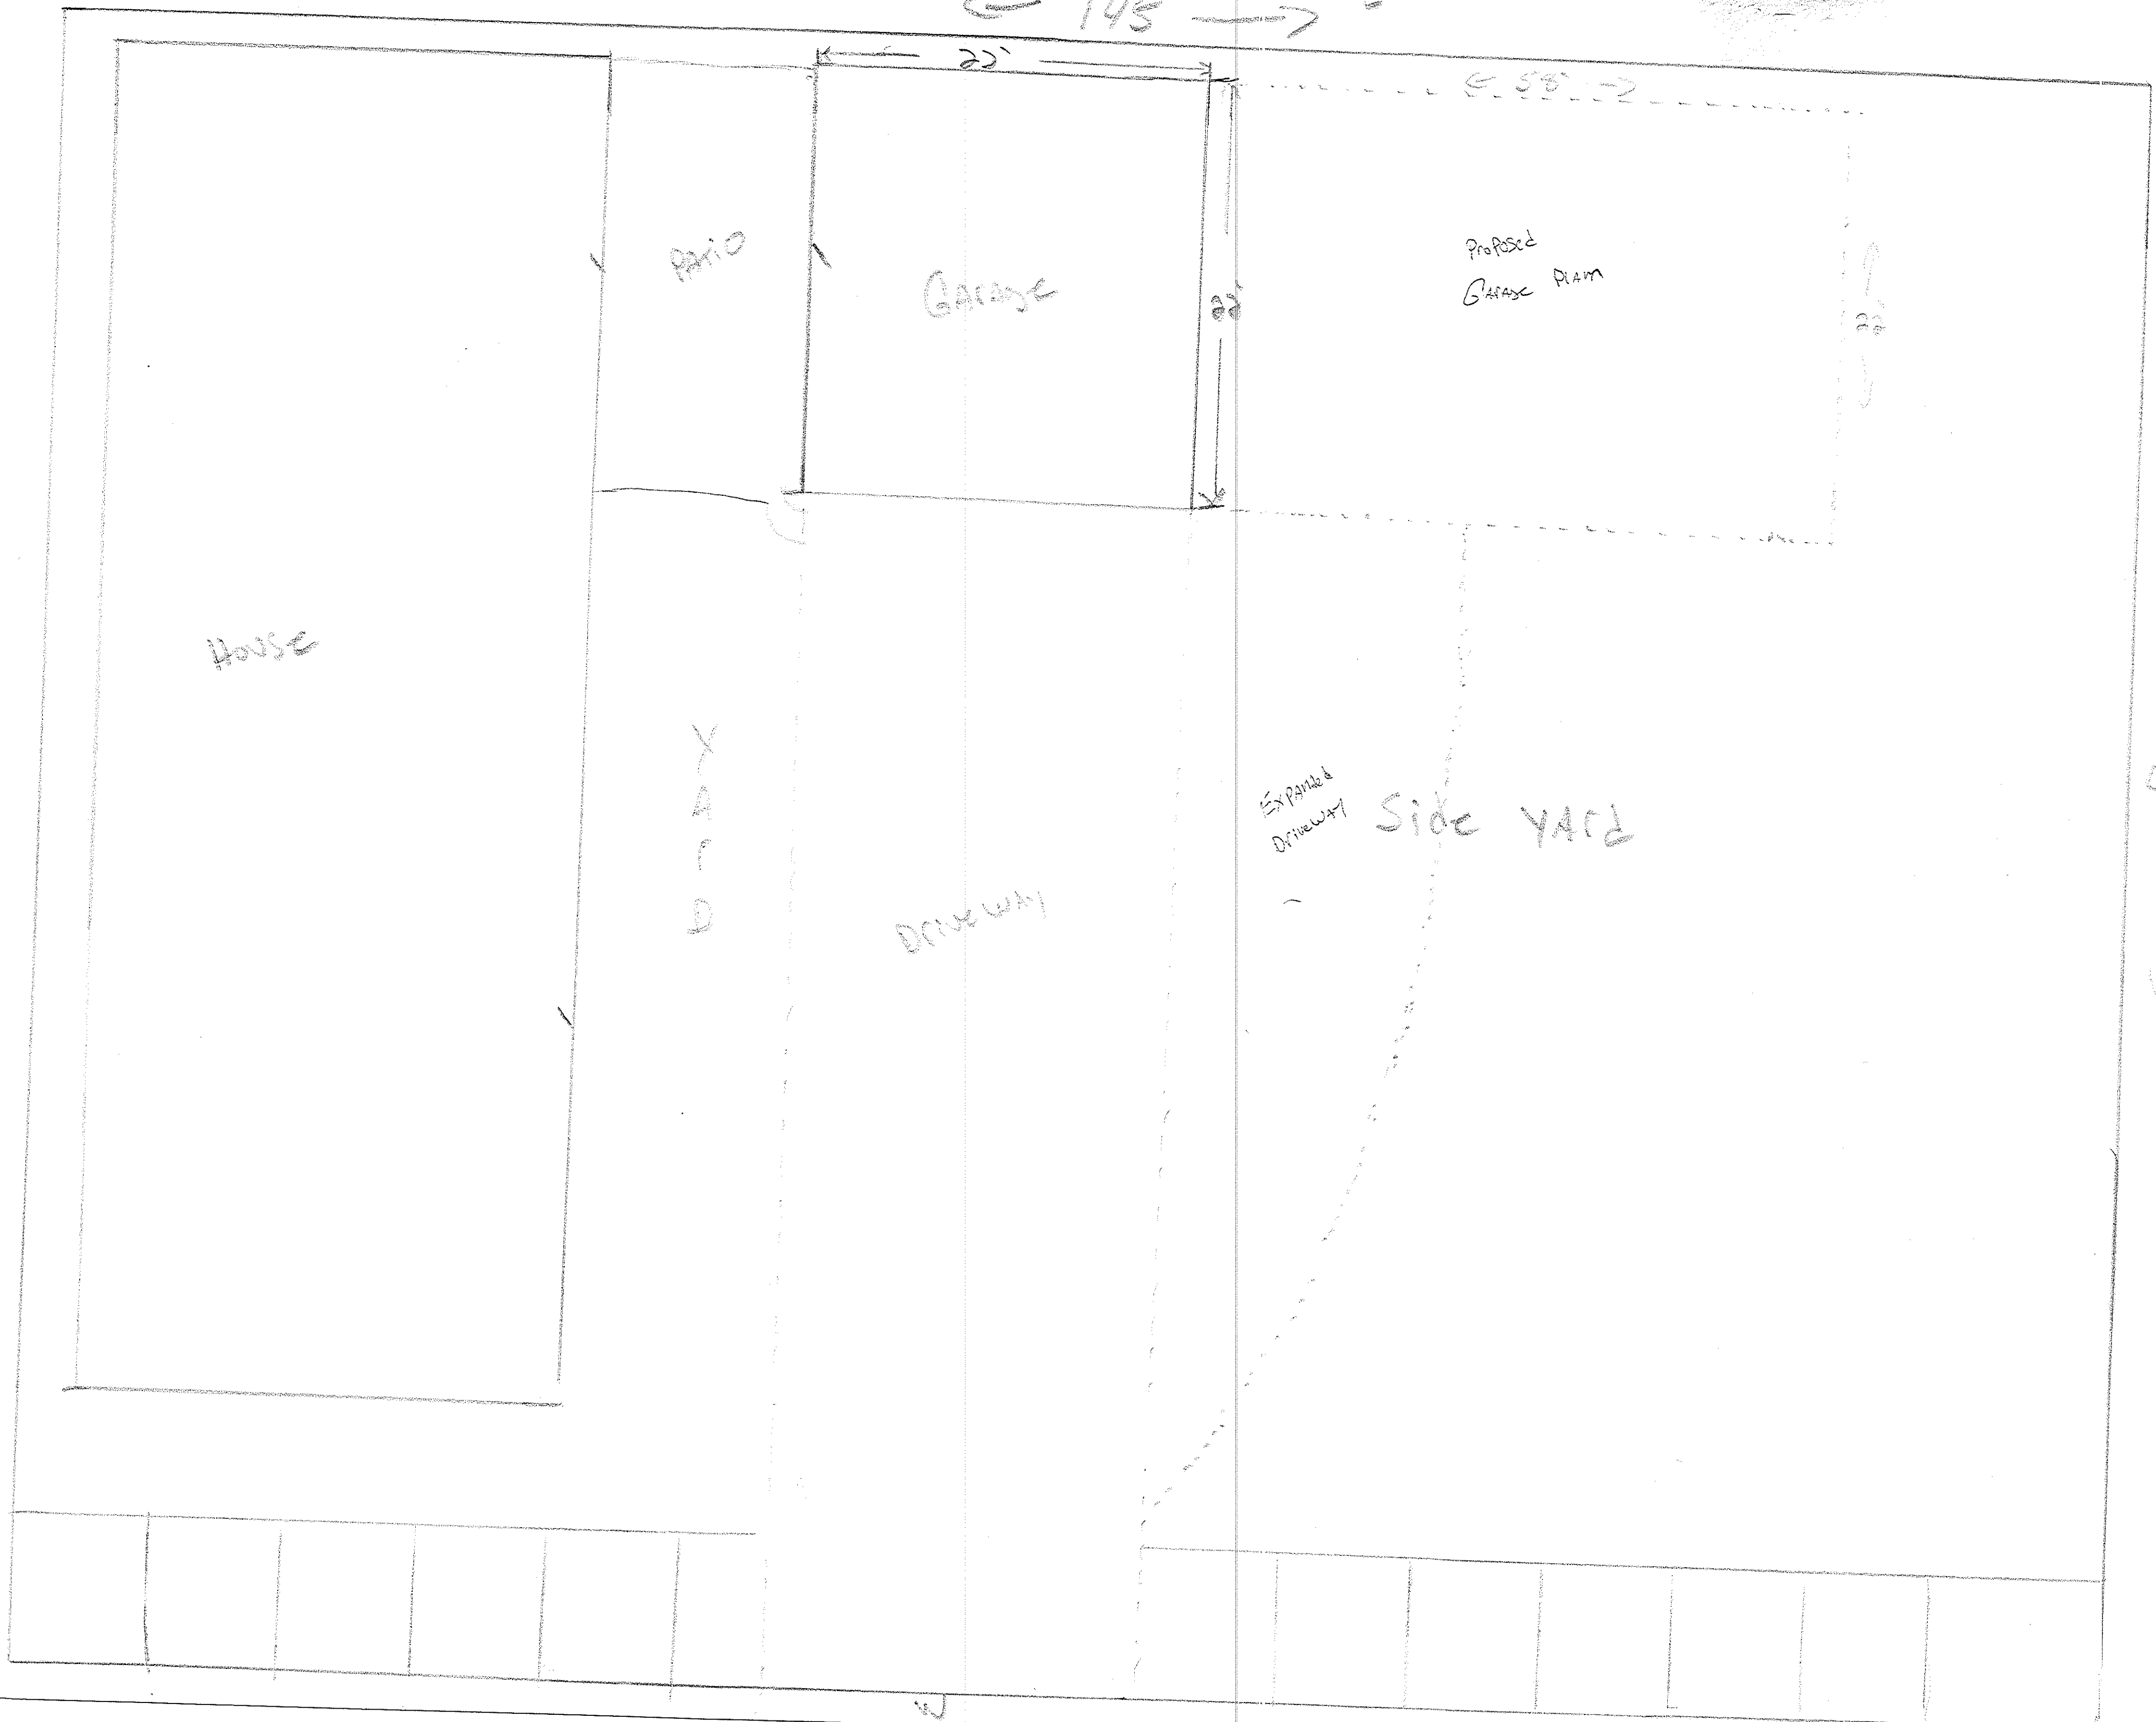 ← 145 →
22'
← 58' →
Patio
Garage
22'
Proposed
Garage Plan
22'
House
YArD
Expanded
Driveway
Side YArd
DriveWAy